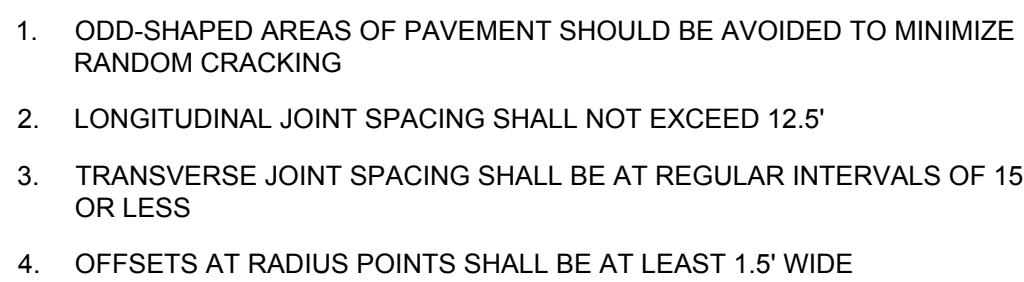 1. ODD-SHAPED AREAS OF PAVEMENT SHOULD BE AVOIDED TO MINIMIZE
RANDOM CRACKING
2. LONGITUDINAL JOINT SPACING SHALL NOT EXCEED 12.5'
3. TRANSVERSE JOINT SPACING SHALL BE AT REGULAR INTERVALS OF 15
OR LESS
4. OFFSETS AT RADIUS POINTS SHALL BE AT LEAST 1.5' WIDE